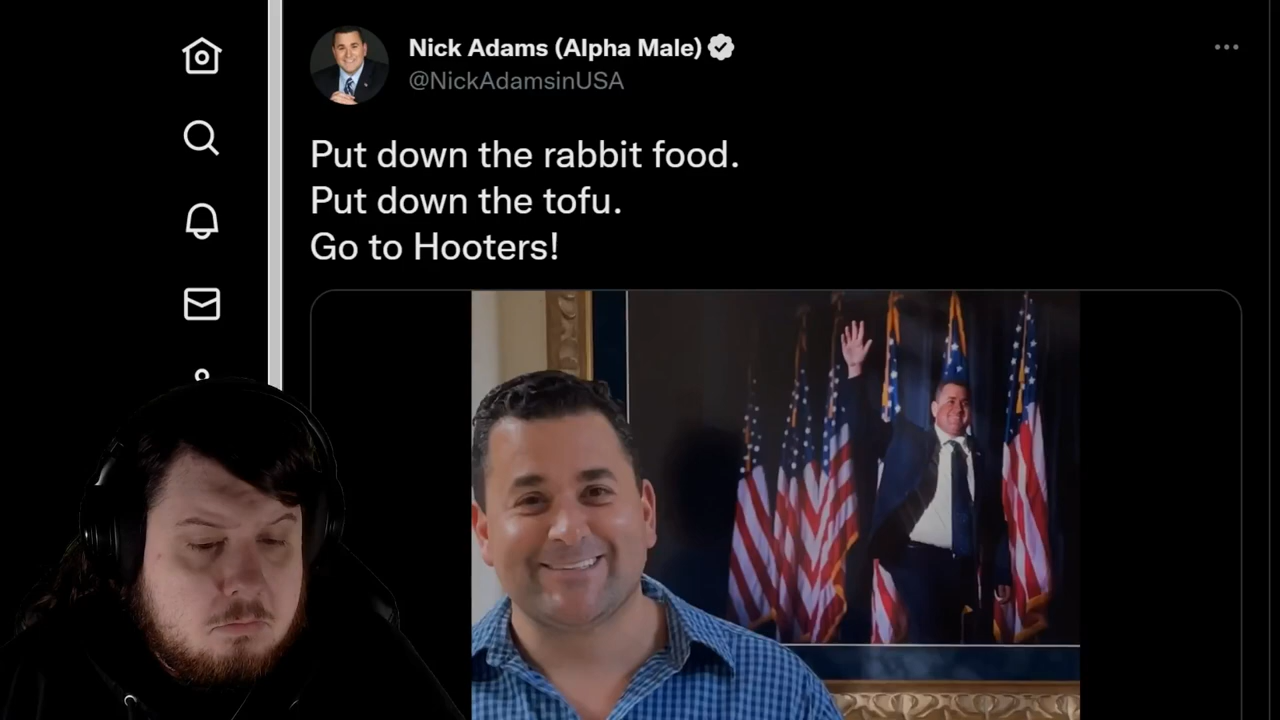 Nick Adams (Alpha Male)
@NickAdamsinUSA
Put down the rabbit food.
Put down the tofu.
Go to Hooters!